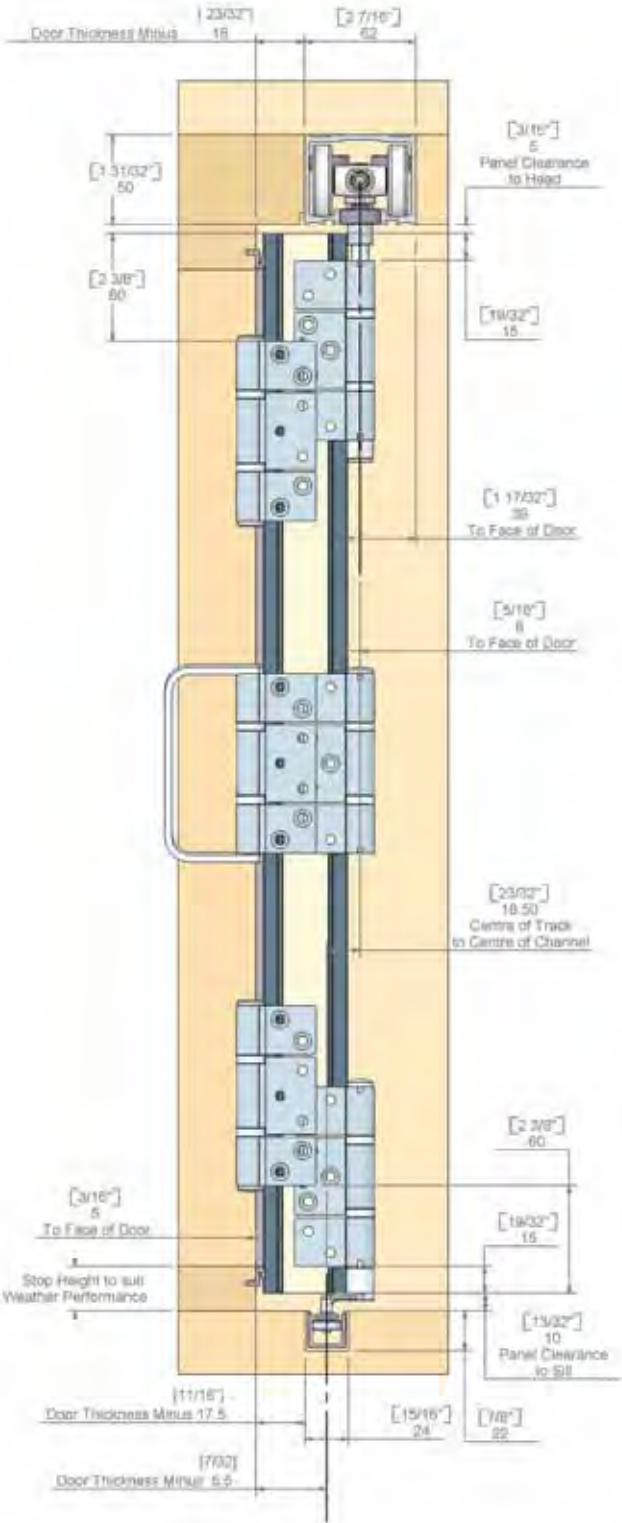 [23/32"]
Door Thickness Minus 18
[2 7/16"]
62
[1 31/32"]
50
[3/16"]
5
Panel Clearance
to Head
[2 3/8"]
60
[19/32"]
15
[1 17/32"]
39
To Face of Door
[5/16"]
8
To Face of Door
[23/32"]
18.50
Centre of Track
to Centre of Channel
[2 3/8"]
60
[3/16"]
5
To Face of Door
[19/32"]
15
Stop Height to suit
Weather Performance
[13/32"]
10
Panel Clearance
to Sill
[11/16"]
Door Thickness Minus 17.5
[15/16"]
24
[7/8"]
22
[7/32]
Door Thickness Minus 5.5